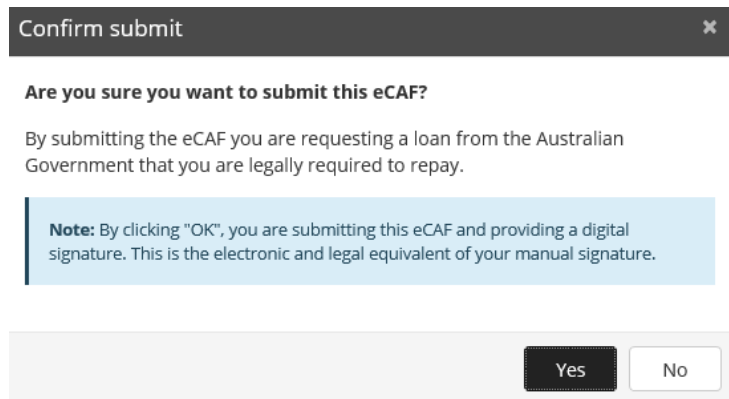 Confirm submit ×
Are you sure you want to submit this eCAF?
By submitting the eCAF you are requesting a loan from the Australian
Government that you are legally required to repay.
Note: By clicking "OK", you are submitting this eCAF and providing a digital
signature. This is the electronic and legal equivalent of your manual signature.
Yes No